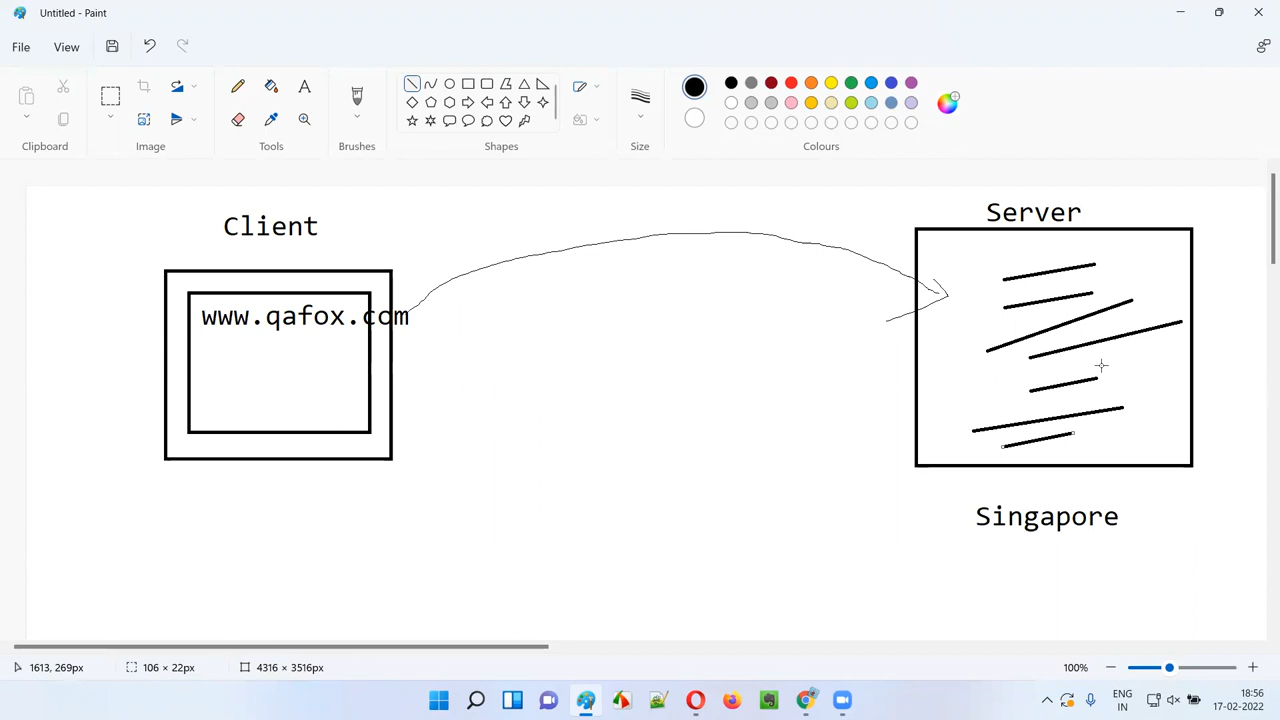 Untitled - Paint
File View
Clipboard Image Tools Brushes Shapes Size Colours
Client
Server
www.qafox.com
Singapore
1613, 269px 106 × 22px 4316 × 3516px 100%
ENG
IN
18:56
17-02-2022